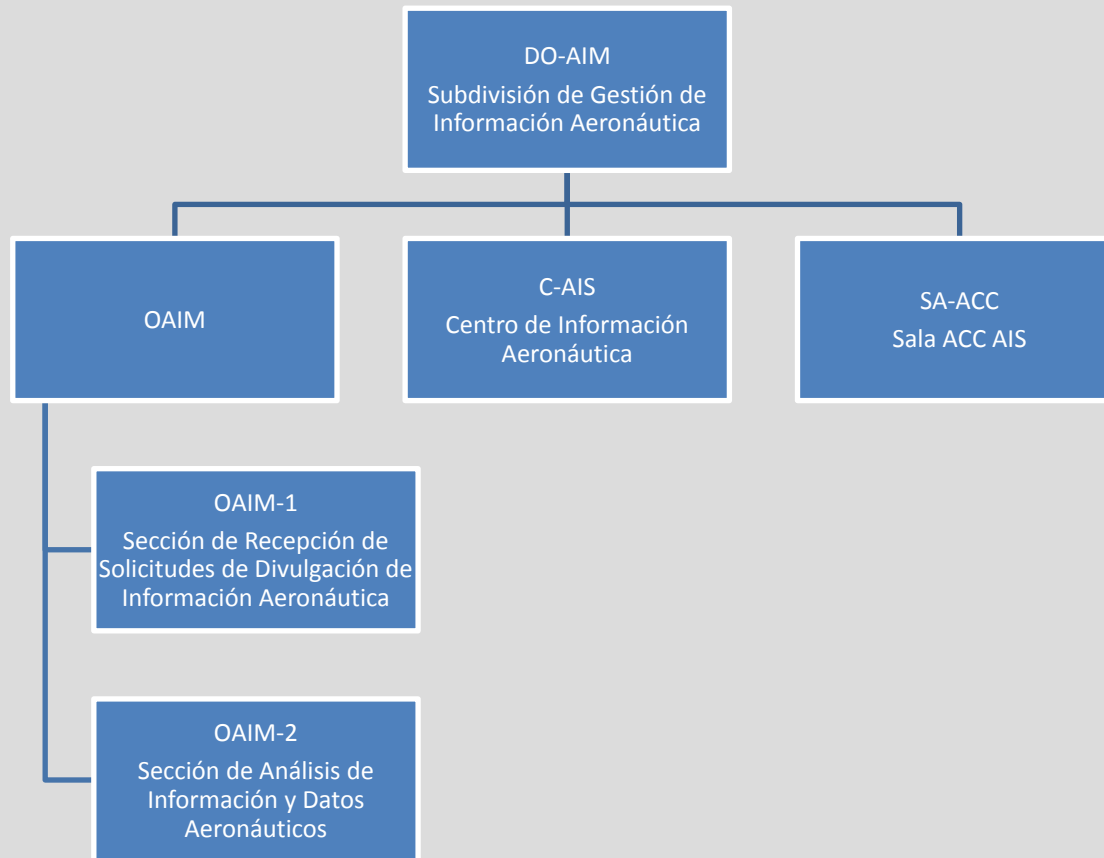 DO-AIM
Subdivisión de Gestión de
Información Aeronáutica
OAIM
C-AIS
Centro de Información
Aeronáutica
SA-ACC
Sala ACC AIS
OAIM-1
Sección de Recepción de
Solicitudes de Divulgación de
Información Aeronáutica
OAIM-2
Sección de Análisis de
Información y Datos
Aeronáuticos